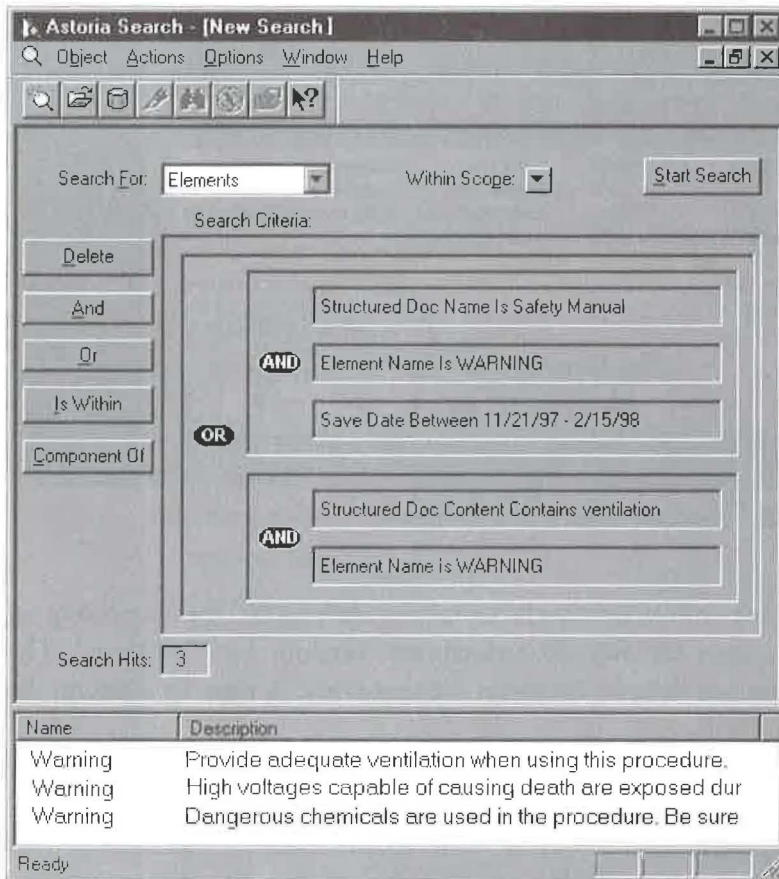 Astoria Search - [New Search]
Object Actions Options Window Help
Search For: Elements Within Scope: Start Search
Search Criteria:
Delete
And
Or
Is Within
Component Of
OR
AND
Structured Doc Name Is Safety Manual
Element Name Is WARNING
Save Date Between 11/21/97 - 2/15/98
AND
Structured Doc Content Contains ventilation
Element Name is WARNING
Search Hits: 3
Name Description
Warning Provide adequate ventilation when using this procedure.
Warning High voltages capable of causing death are exposed dur
Warning Dangerous chemicals are used in the procedure. Be sure
Ready